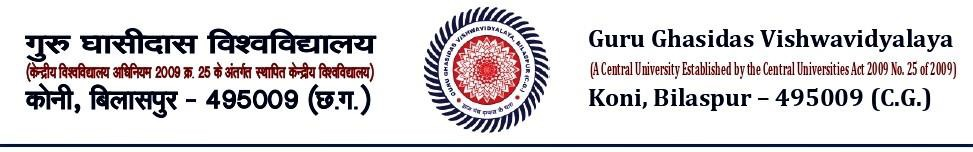 गुरु घासीदास विश्वविद्यालय
(केन्द्रीय विश्वविद्यालय अधिनियम 2009 क्र. 25 के अंतर्गत स्थापित केन्द्रीय विश्वविद्यालय)
कोनी, बिलासपुर - 495009 (छ.ग.)
GURU GHASIDAS VISHWAVIDYALAYA, BILASPUR (C.G.)
Guru Ghasidas Vishwavidyalaya
(A Central University Established by the Central Universities Act 2009 No. 25 of 2009)
Koni, Bilaspur – 495009 (C.G.)